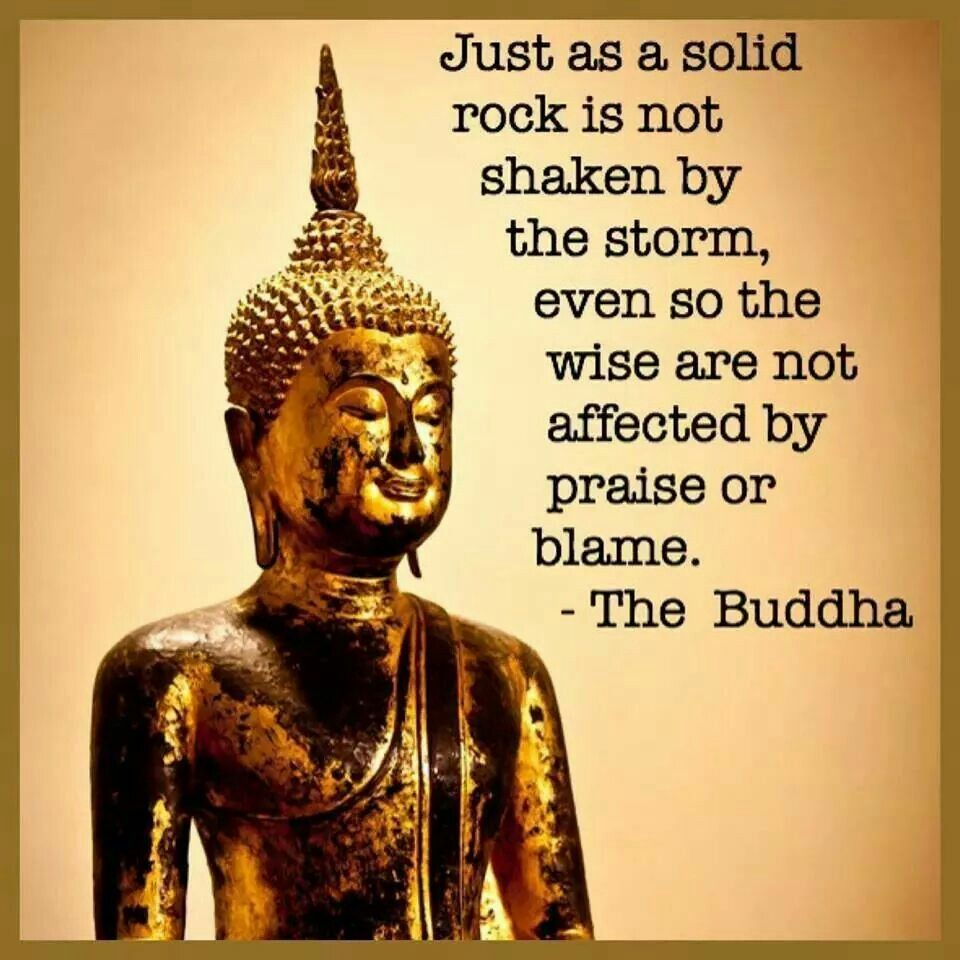 Just as a solid
rock is not
shaken by
the storm,
even so the
wise are not
affected by
praise or
blame.
- The Buddha